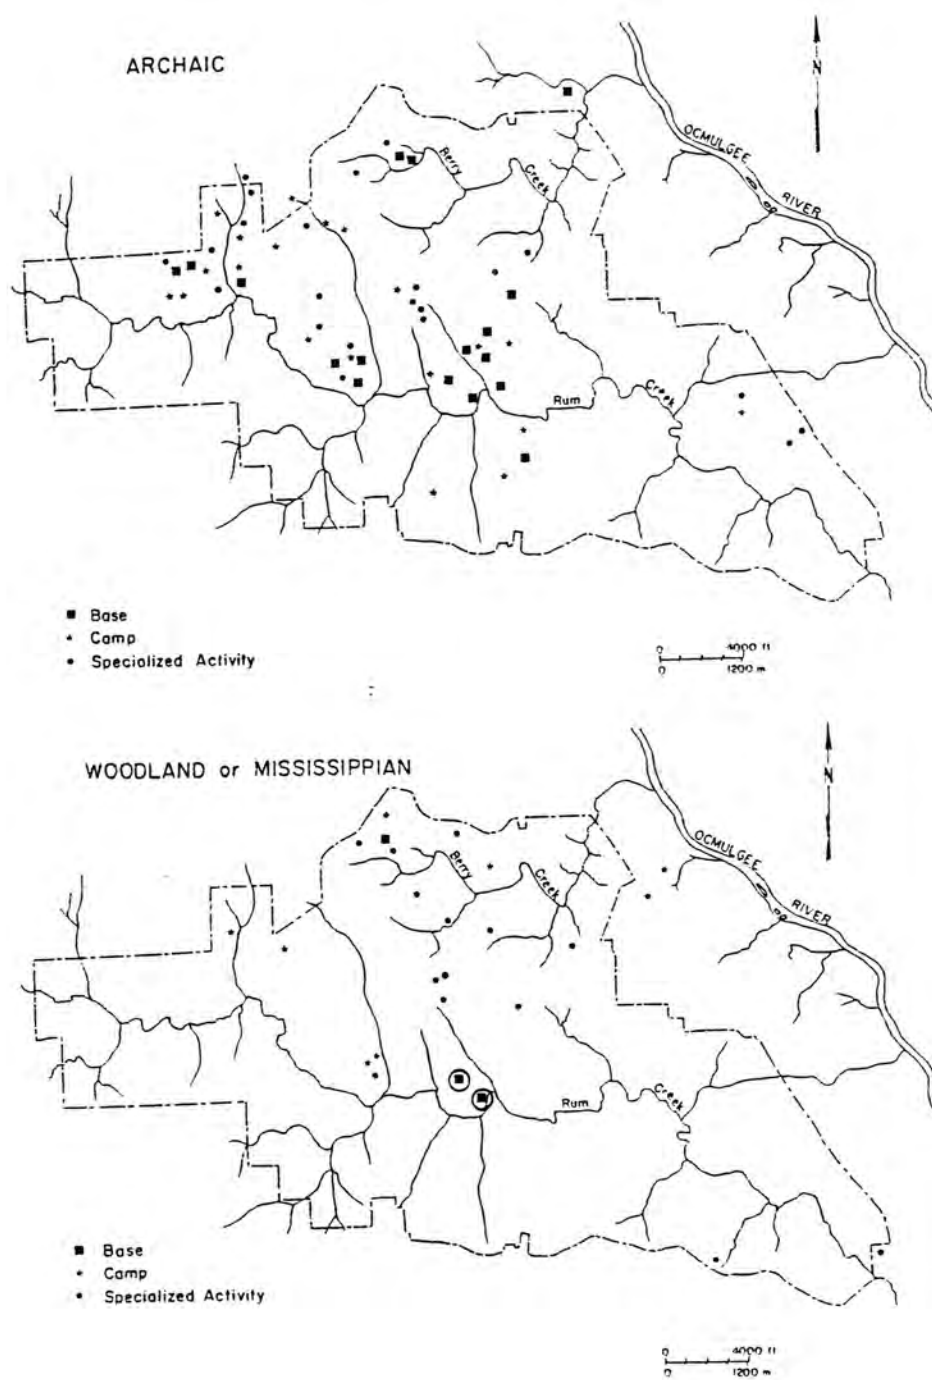 ARCHAIC
N
OCMULGEE
RIVER
Berry
Creek
Rum
Creek
Base
Camp
Specialized Activity
0 4000 ft
0 1200 m
WOODLAND or MISSISSIPPIAN
N
OCMULGEE
RIVER
Berry
Creek
Rum
Creek
Base
Camp
Specialized Activity
0 4000 ft
0 1200 m